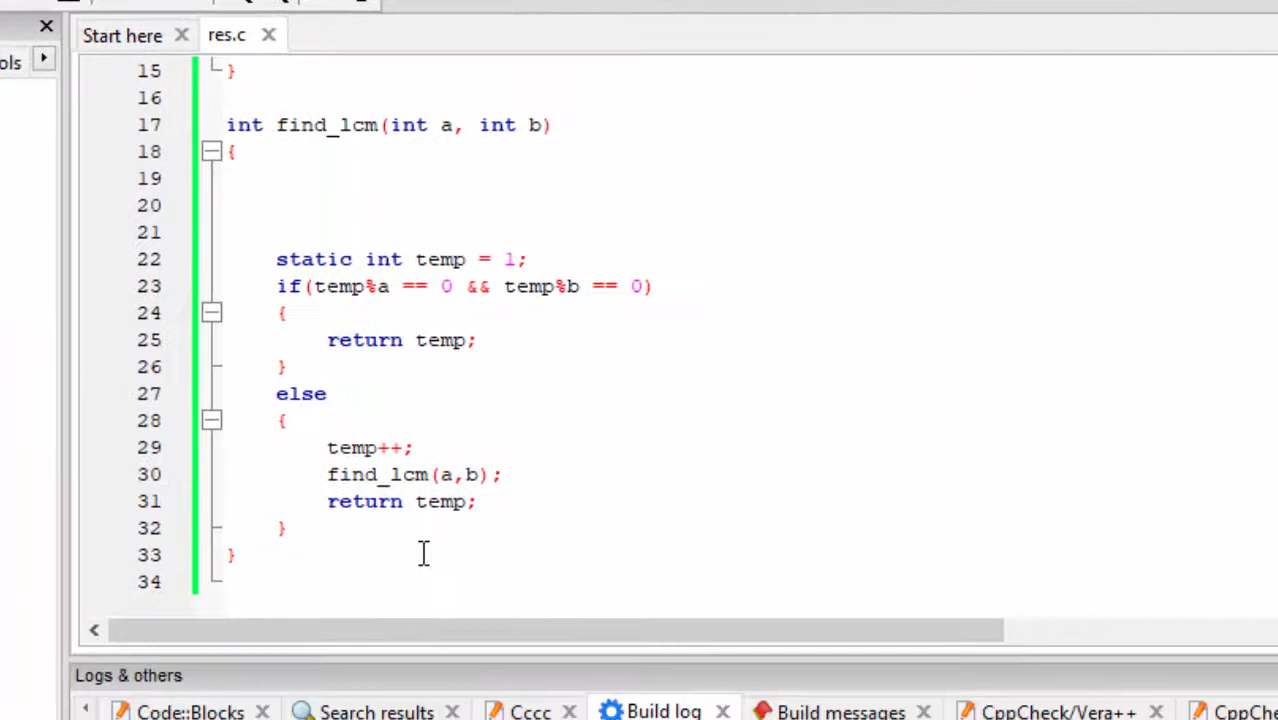 Start here
res.c
ols
15 }
16
17 int find_lcm(int a, int b)
18 {
19
20
21
22 static int temp = 1;
23 if(temp%a == 0 && temp%b == 0)
24 {
25 return temp;
26 }
27 else
28 {
29 temp++;
30 find_lcm(a,b);
31 return temp;
32 }
33 }
34
Logs & others
Code::Blocks
Search results
Cccc
Build log
Build messages
CppCheck/Vera++
CppChe